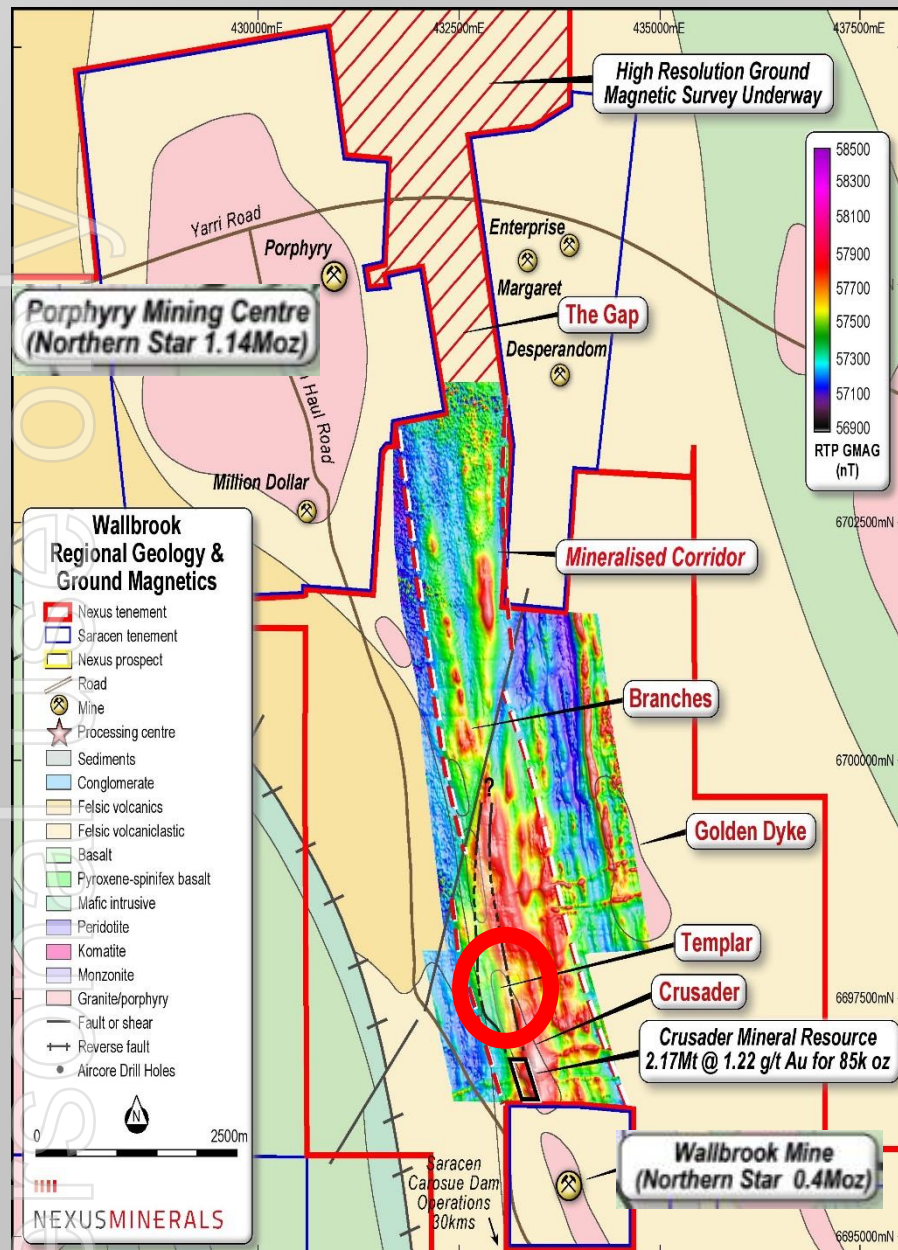 430000mE
432500mE
435000mE
437500mE
High Resolution Ground
Magnetic Survey Underway
58500
58300
58100
57900
57700
57500
57300
57100
56900
RTP GMAG
(nT)
Yarri Road
Porphyry
Enterprise
Margaret
Porphyry Mining Centre
(Northern Star 1.14Moz)
The Gap
Desperandom
Haul Road
Million Dollar
6702500mN
Mineralised Corridor
Wallbrook
Regional Geology &
Ground Magnetics
Nexus tenement
Saracen tenement
Nexus prospect
Road
Mine
Processing centre
Sediments
Conglomerate
Felsic volcanics
Felsic volcaniclastic
Basalt
Pyroxene-spinifex basalt
Mafic intrusive
Peridotite
Komatite
Monzonite
Granite/porphyry
Fault or shear
Reverse fault
Aircore Drill Holes
N
0 2500m
NEXUSMINERALS
Branches
6700000mN
?
Golden Dyke
Templar
Crusader
6697500mN
Crusader Mineral Resource
2.17Mt @ 1.22 g/t Au for 85k oz
Wallbrook Mine
(Northern Star 0.4Moz)
Saracen
Carosue Dam
Operations
30kms
6695000mN